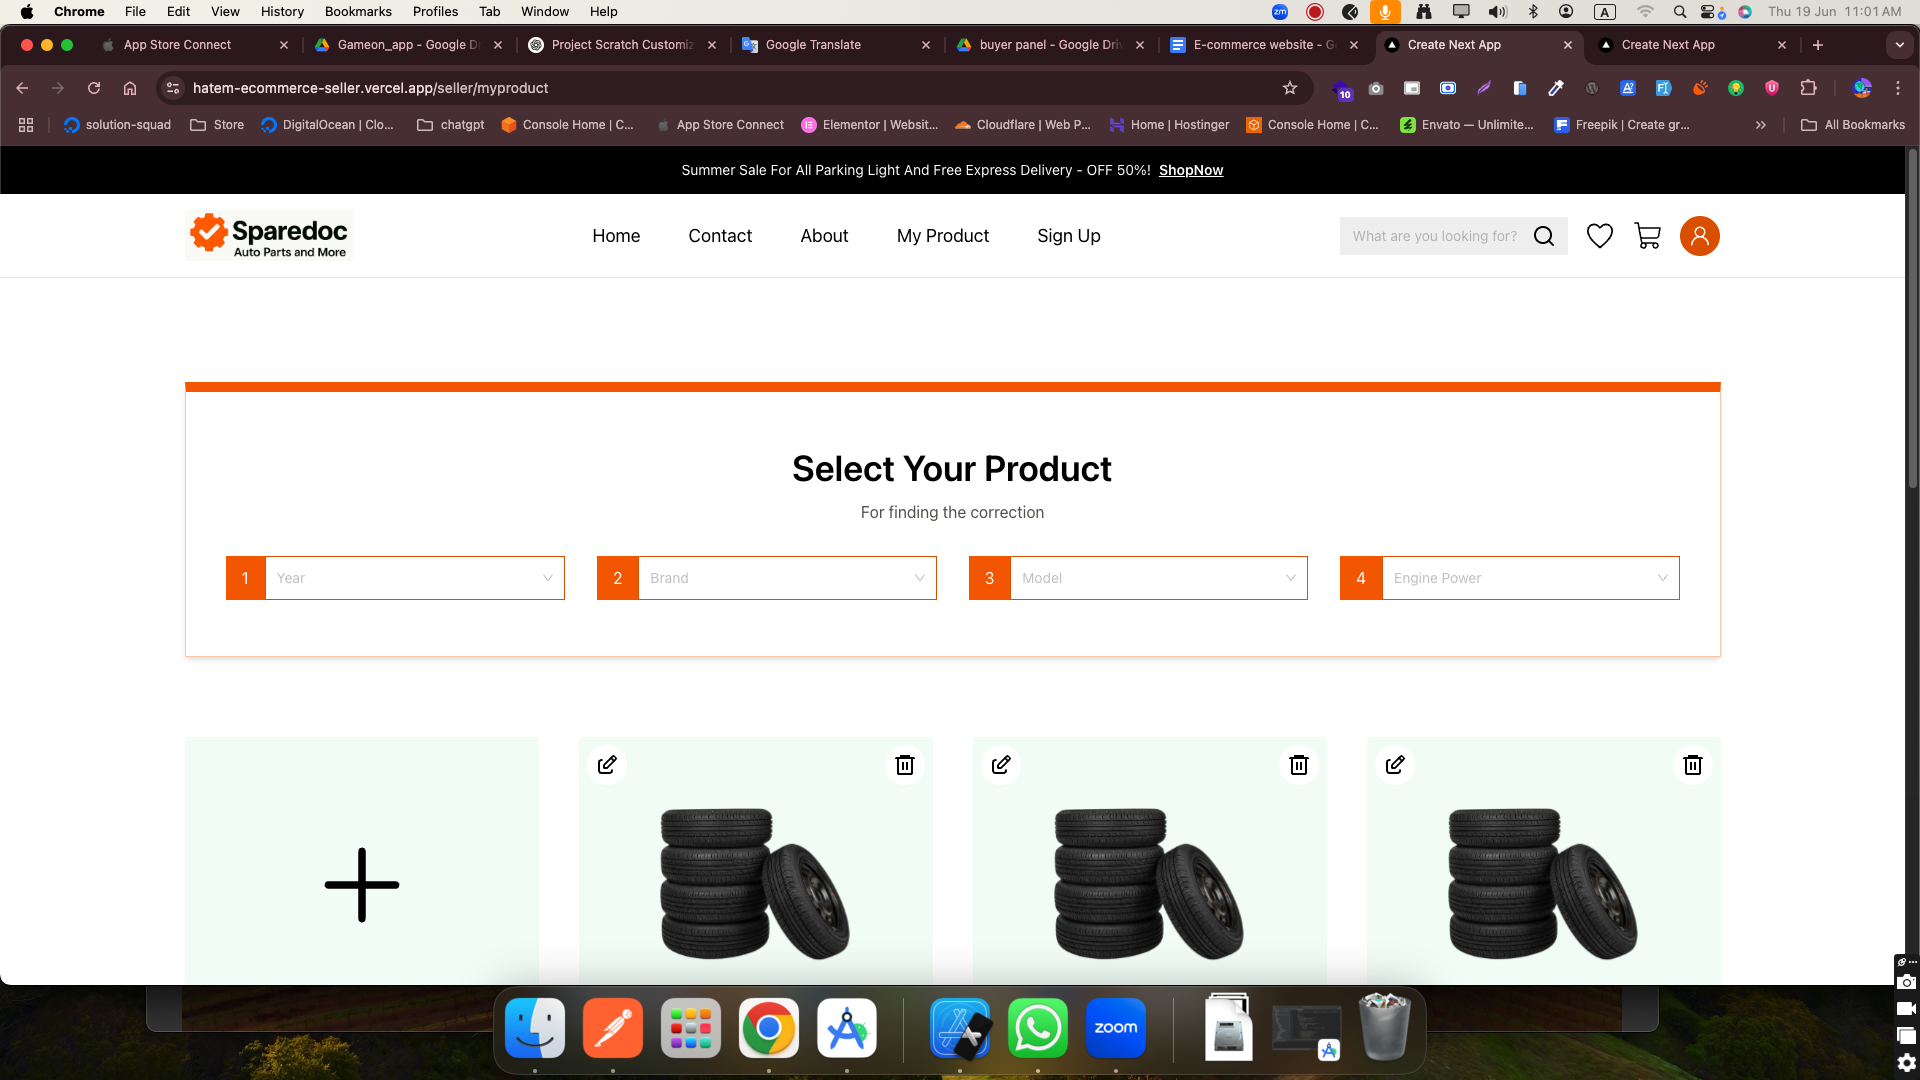 Chrome File Edit View History Bookmarks Profiles Tab Window Help
zm A Thu 19 Jun 11:01 AM
App Store Connect
Gameon_app - Google D
Project Scratch Customiz
Google Translate
buyer panel - Google Driv
E-commerce website - G
Create Next App
Create Next App
hatem-ecommerce-seller.vercel.app/seller/myproduct
10
solution-squad
Store
DigitalOcean | Clo...
chatgpt
Console Home | C...
App Store Connect
Elementor | Websit...
Cloudflare | Web P...
Home | Hostinger
Console Home | C...
Envato — Unlimite...
Freepik | Create gr...
All Bookmarks
Summer Sale For All Parking Light And Free Express Delivery - OFF 50%! ShopNow
Sparedoc
Auto Parts and More
Home
Contact
About
My Product
Sign Up
What are you looking for?
Select Your Product
For finding the correction
1 Year
2 Brand
3 Model
4 Engine Power
zoom